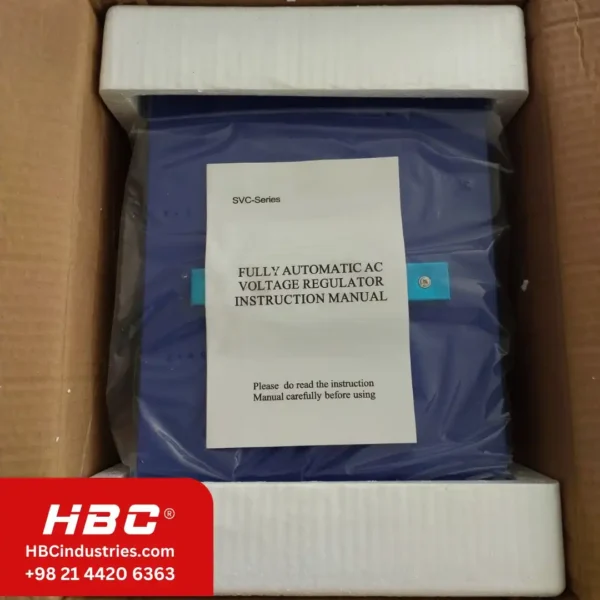 SVC-Series
FULLY AUTOMATIC AC
VOLTAGE REGULATOR
INSTRUCTION MANUAL
Please do read the instruction
Manual carefully before using
HBC®
HBCindustries.com
+98 21 4420 6363